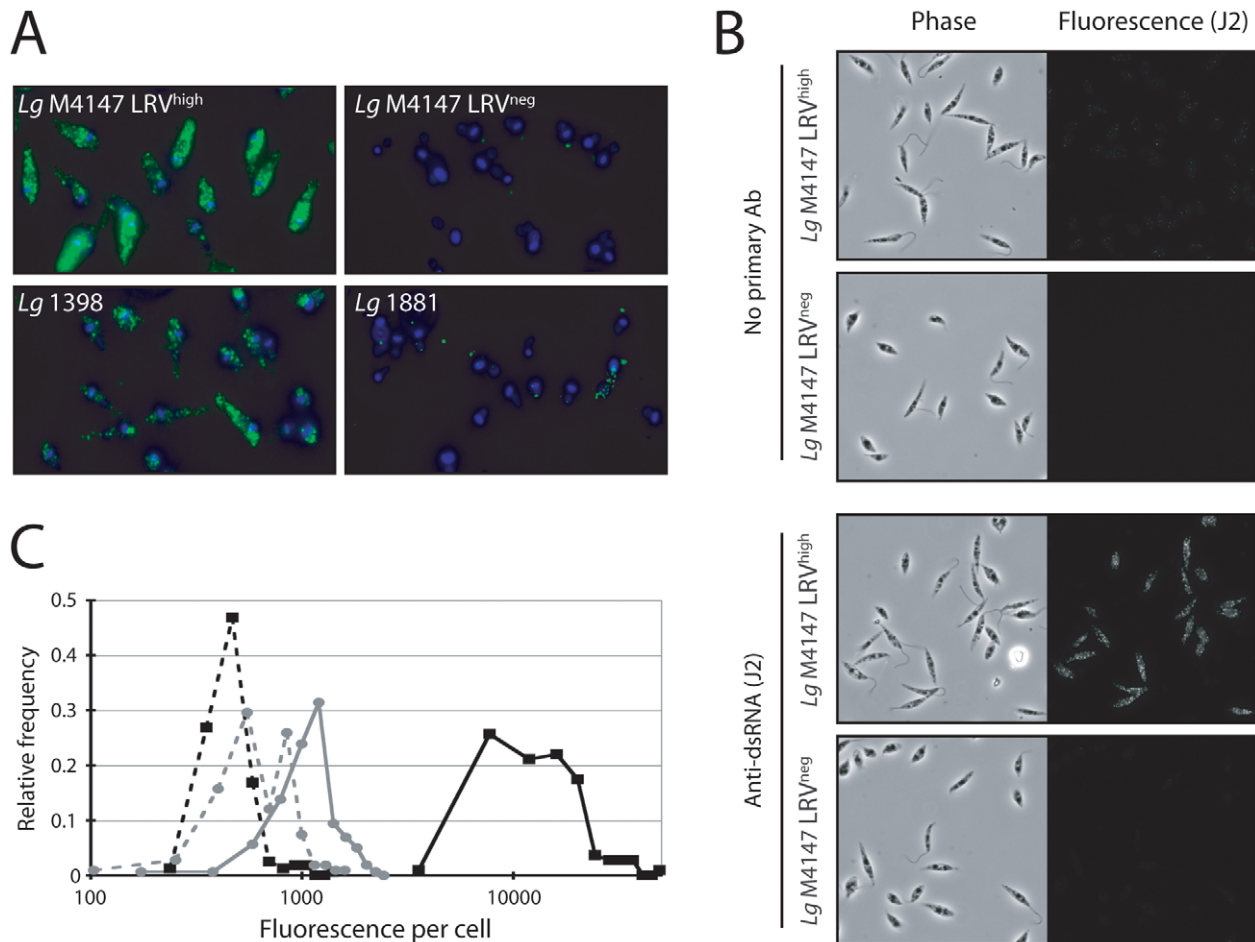 A
Lg M4147 LRVhigh
Lg M4147 LRVneg
Lg 1398
Lg 1881
B
Phase
Fluorescence (J2)
No primary Ab
Lg M4147 LRVhigh
Lg M4147 LRVneg
Anti-dsRNA (J2)
Lg M4147 LRVhigh
Lg M4147 LRVneg
C
Relative frequency
0.5
0.4
0.3
0.2
0.1
0
100
1000
10000
Fluorescence per cell